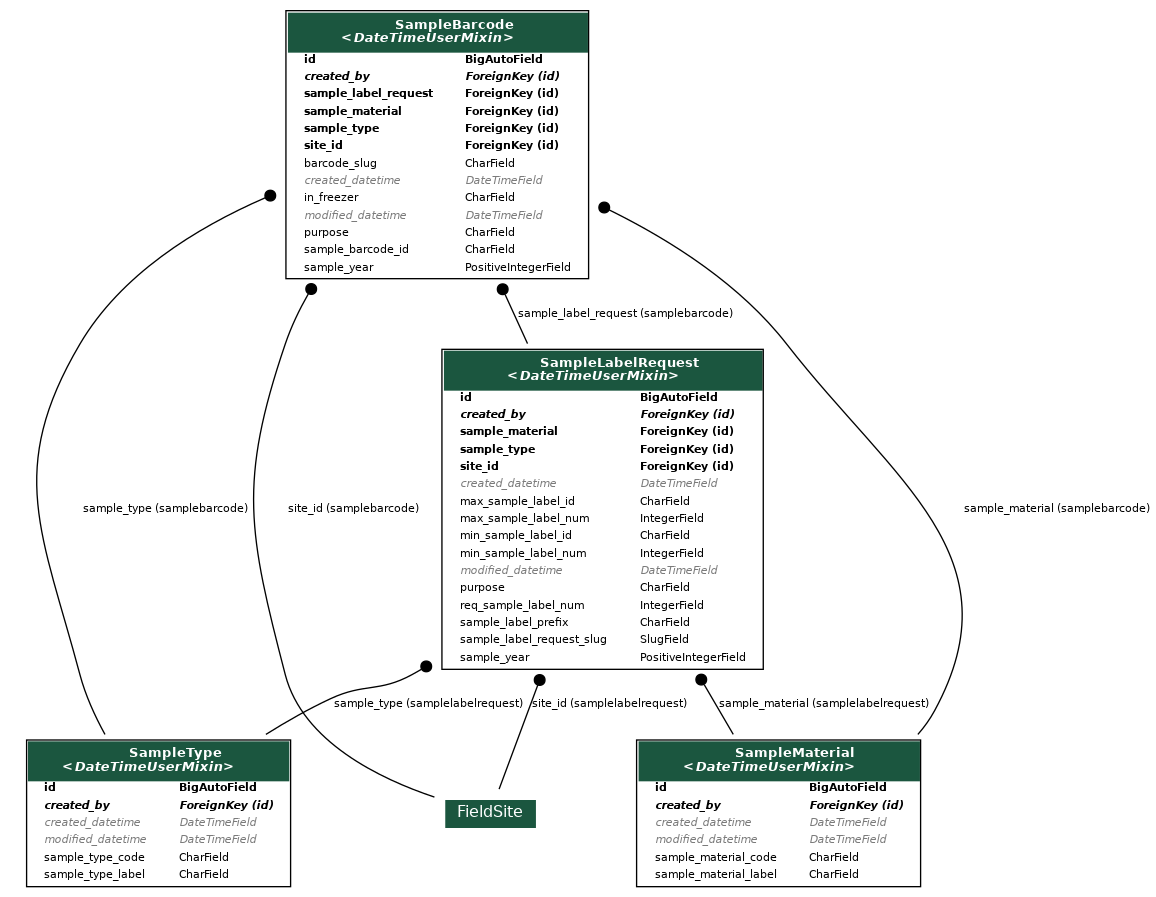 SampleBarcode
<DateTimeUserMixin>
id BigAutoField
created_by ForeignKey (id)
sample_label_request ForeignKey (id)
sample_material ForeignKey (id)
sample_type ForeignKey (id)
site_id ForeignKey (id)
barcode_slug CharField
created_datetime DateTimeField
in_freezer CharField
modified_datetime DateTimeField
purpose CharField
sample_barcode_id CharField
sample_year PositiveIntegerField
sample_label_request (samplebarcode)
SampleLabelRequest
<DateTimeUserMixin>
id BigAutoField
created_by ForeignKey (id)
sample_material ForeignKey (id)
sample_type ForeignKey (id)
site_id ForeignKey (id)
created_datetime DateTimeField
max_sample_label_id CharField
max_sample_label_num IntegerField
min_sample_label_id CharField
min_sample_label_num IntegerField
modified_datetime DateTimeField
purpose CharField
req_sample_label_num IntegerField
sample_label_prefix CharField
sample_label_request_slug SlugField
sample_year PositiveIntegerField
sample_type (samplebarcode)
site_id (samplebarcode)
sample_material (samplebarcode)
sample_type (samplelabelrequest)
site_id (samplelabelrequest)
sample_material (samplelabelrequest)
SampleType
<DateTimeUserMixin>
id BigAutoField
created_by ForeignKey (id)
created_datetime DateTimeField
modified_datetime DateTimeField
sample_type_code CharField
sample_type_label CharField
FieldSite
SampleMaterial
<DateTimeUserMixin>
id BigAutoField
created_by ForeignKey (id)
created_datetime DateTimeField
modified_datetime DateTimeField
sample_material_code CharField
sample_material_label CharField